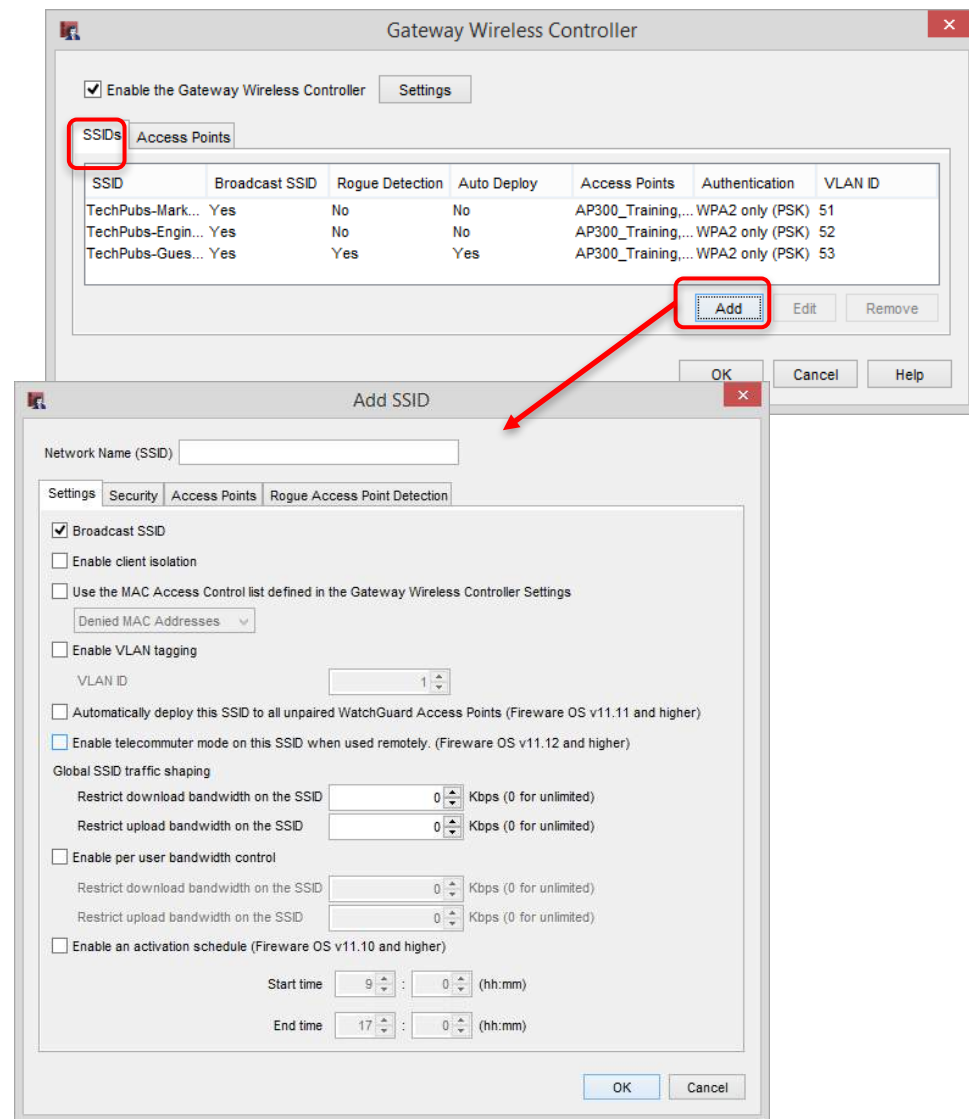 Gateway Wireless Controller
Enable the Gateway Wireless Controller Settings
SSIDs Access Points
SSID Broadcast SSID Rogue Detection Auto Deploy Access Points Authentication VLAN ID
TechPubs-Mark... Yes No No AP300_Training,... WPA2 only (PSK) 51
TechPubs-Engin... Yes No No AP300_Training,... WPA2 only (PSK) 52
TechPubs-Gues... Yes Yes Yes AP300_Training,... WPA2 only (PSK) 53
Add Edit Remove
OK Cancel Help
Add SSID
Network Name (SSID)
Settings Security Access Points Rogue Access Point Detection
Broadcast SSID
Enable client isolation
Use the MAC Access Control list defined in the Gateway Wireless Controller Settings
Denied MAC Addresses
Enable VLAN tagging
VLAN ID 1
Automatically deploy this SSID to all unpaired WatchGuard Access Points (Fireware OS v11.11 and higher)
Enable telecommuter mode on this SSID when used remotely. (Fireware OS v11.12 and higher)
Global SSID traffic shaping
Restrict download bandwidth on the SSID 0 Kbps (0 for unlimited)
Restrict upload bandwidth on the SSID 0 Kbps (0 for unlimited)
Enable per user bandwidth control
Restrict download bandwidth on the SSID 0 Kbps (0 for unlimited)
Restrict upload bandwidth on the SSID 0 Kbps (0 for unlimited)
Enable an activation schedule (Fireware OS v11.10 and higher)
Start time 9 : 0 (hh:mm)
End time 17 : 0 (hh:mm)
OK Cancel